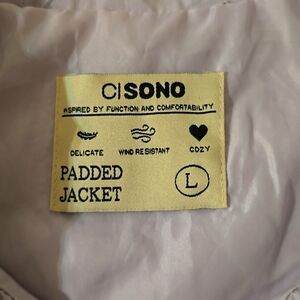 CISONO
INSPIRED BY FUNCTION AND COMFORTABILITY
DELICATE WIND RESISTANT COZY
PADDED
JACKET L